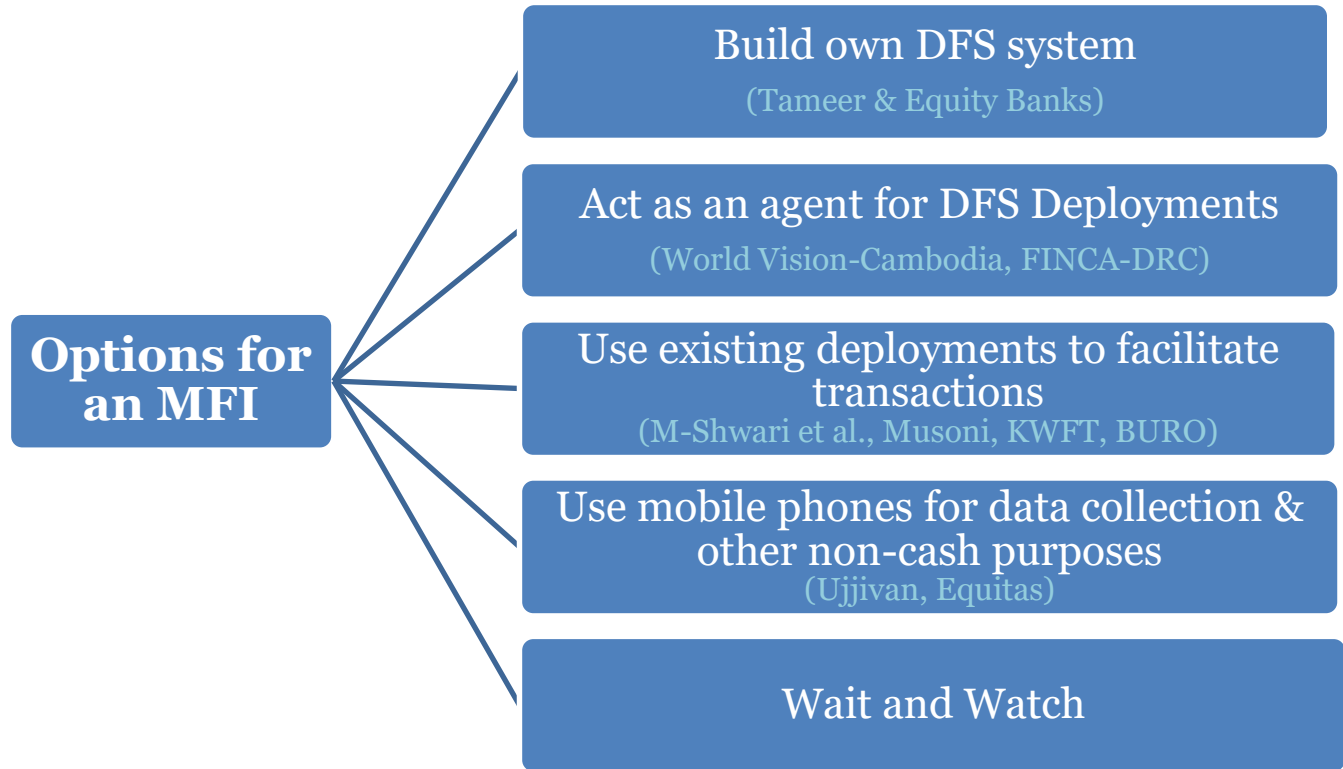 Build own DFS system
(Tameer & Equity Banks)
Act as an agent for DFS Deployments
(World Vision-Cambodia, FINCA-DRC)
Options for
an MFI
Use existing deployments to facilitate
transactions
(M-Shwari et al., Musoni, KWFT, BURO)
Use mobile phones for data collection &
other non-cash purposes
(Ujjivan, Equitas)
Wait and Watch